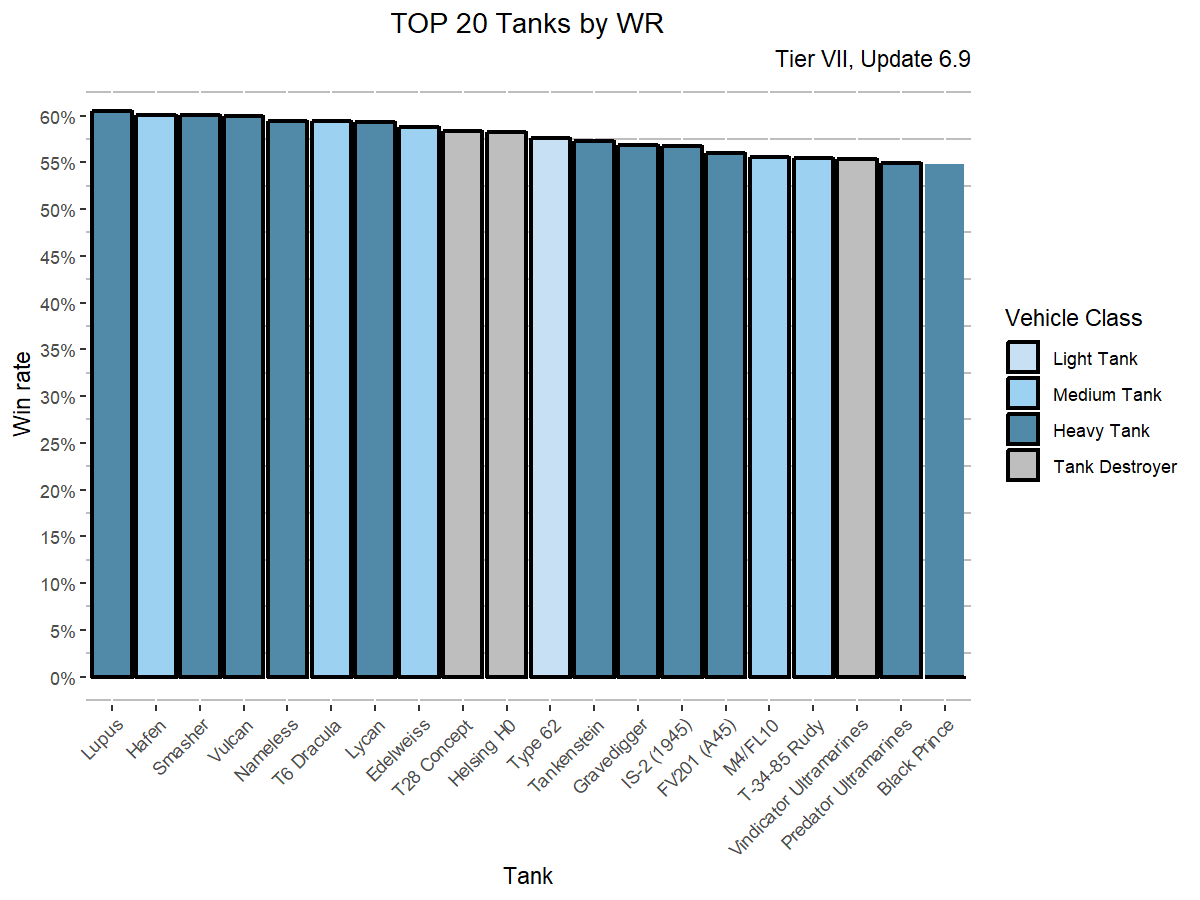 TOP 20 Tanks by WR
Tier VII, Update 6.9
Win rate
60%
55%
50%
45%
40%
35%
30%
25%
20%
15%
10%
5%
0%
Lupus
Hafen
Smasher
Vulcan
Nameless
T6 Dracula
Lycan
Edelweiss
T28 Concept
Helsing H0
Type 62
Tankenstein
Gravedigger
IS-2 (1945)
FV201 (A45)
M4/FL10
T-34-85 Rudy
Vindicator Ultramarines
Predator Ultramarines
Black Prince
Tank
Vehicle Class
Light Tank
Medium Tank
Heavy Tank
Tank Destroyer